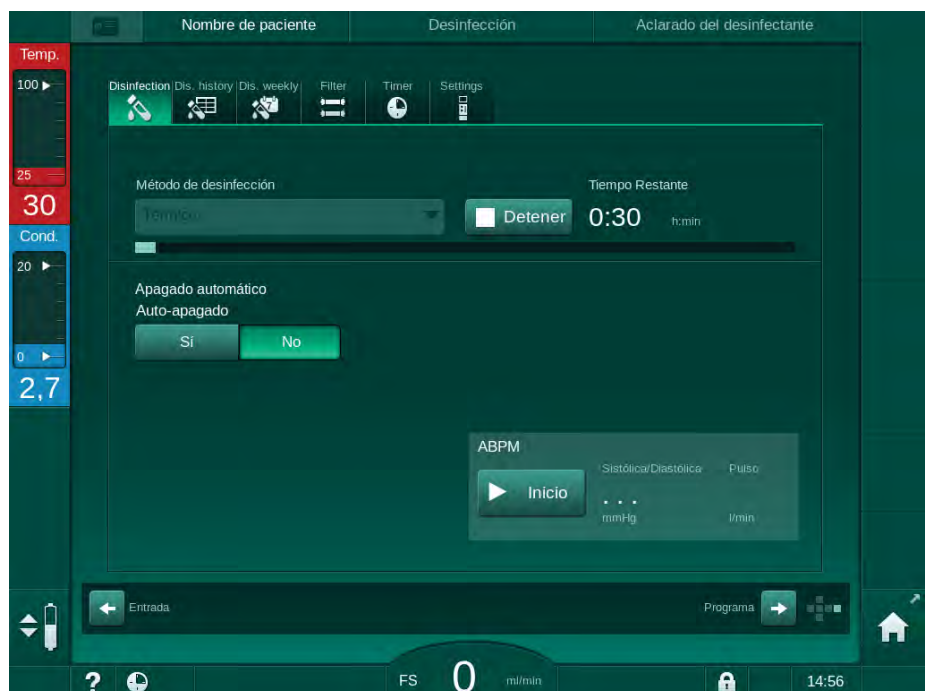 Nombre de paciente
Desinfección
Aclarado del desinfectante
Temp.
100
25
30
Cond.
20
0
2,7
Disinfection
Dis. history
Dis. weekly
Filter
Timer
Settings
7
Método de desinfección
Tiempo Restante
Térmico
Detener
0:30
h:min
Apagado automático
Auto-apagado
Sí
No
ABPM
Sistólica/Diastólica
Pulso
Inicio
. . .
mmHg
l/min
Entrada
Programa
?
FS
0
ml/min
14:56